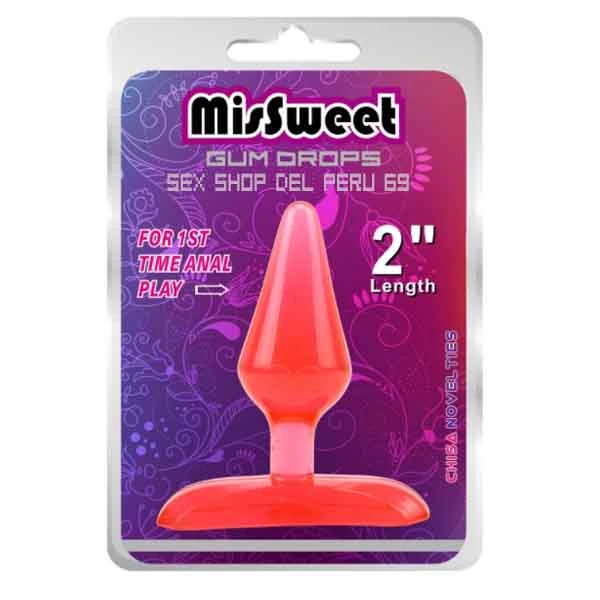 MisSweet
GUM DROPS
SEX SHOP DEL PERU 69
FOR 1ST
TIME ANAL
PLAY
2"
Length
CHISA NOVELTIES